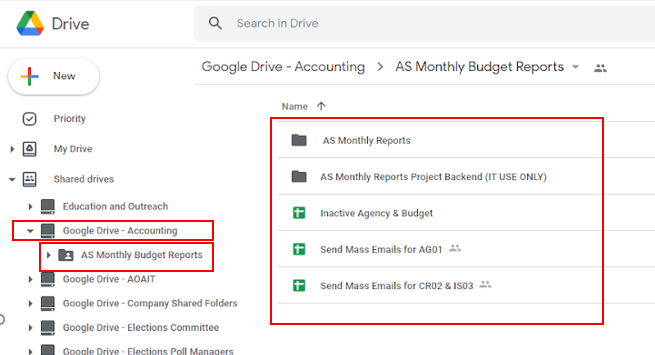 Drive
Search in Drive
New
Google Drive - Accounting > AS Monthly Budget Reports
Name ↑
Priority
My Drive
Shared drives
Education and Outreach
Google Drive - Accounting
AS Monthly Budget Reports
Google Drive - AOAIT
Google Drive - Company Shared Folders
Google Drive - Elections Committee
Google Drive - Elections Poll Managers
AS Monthly Reports
AS Monthly Reports Project Backend (IT USE ONLY)
Inactive Agency & Budget
Send Mass Emails for AG01
Send Mass Emails for CR02 & IS03